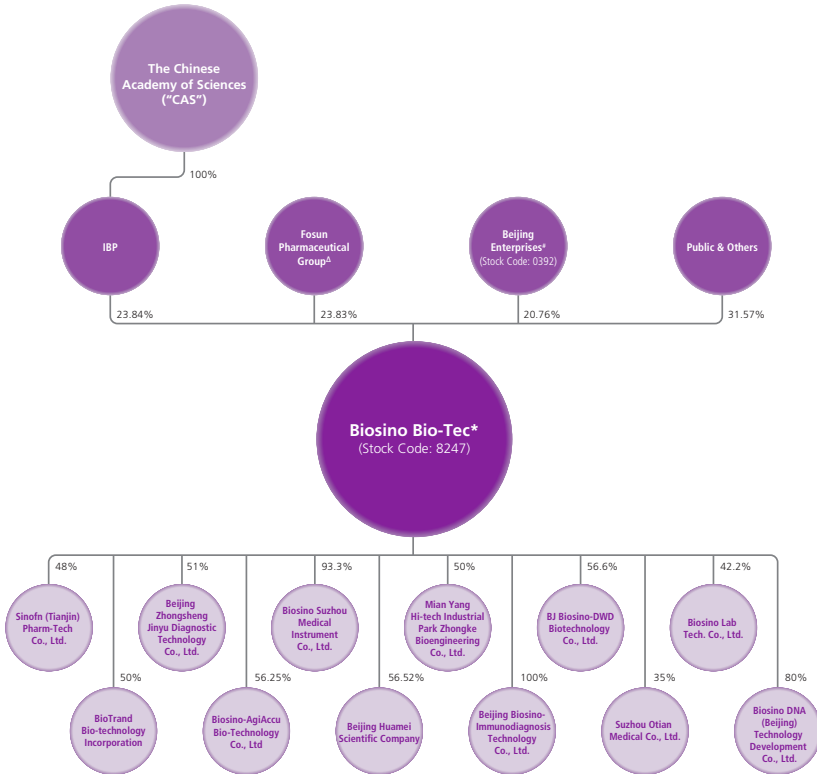 The Chinese
Academy of Sciences
("CAS")
100%
IBP
Fosun
Pharmaceutical
Group∆
Beijing
Enterprises*
(Stock Code: 0392)
Public & Others
23.84%
23.83%
20.76%
31.57%
Biosino Bio-Tec*
(Stock Code: 8247)
48%
51%
93.3%
50%
56.6%
42.2%
Sinofn (Tianjin)
Pharm-Tech
Co., Ltd.
Beijing
Zhongsheng
Jinyu Diagnostic
Technology
Co., Ltd.
Biosino Suzhou
Medical
Instrument
Co., Ltd.
Mian Yang
Hi-tech Industrial
Park Zhongke
Bioengineering
Co., Ltd.
BJ Biosino-DWD
Biotechnology
Co., Ltd.
Biosino Lab
Tech. Co., Ltd.
50%
56.25%
56.52%
100%
35%
80%
BioTrand
Bio-technology
Incorporation
Biosino-AgiAccu
Bio-Technology
Co., Ltd
Beijing Huamei
Scientific Company
Beijing Biosino-
Immunodiagnosis
Technology
Co., Ltd.
Suzhou Otian
Medical Co., Ltd.
Biosino DNA
(Beijing)
Technology
Development
Co., Ltd.